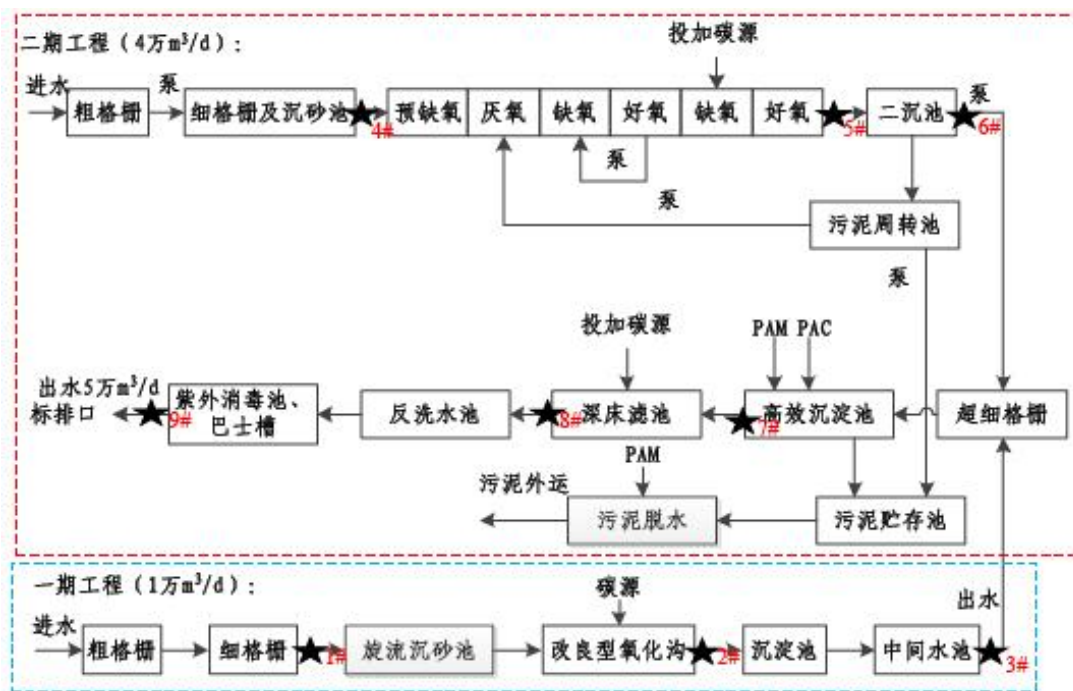 二期工程（4万m³/d）：
投加碳源
进水
泵
泵
粗格栅
细格栅及沉砂池
预缺氧
厌氧
缺氧
好氧
缺氧
好氧
二沉池
4#
5#
6#
泵
泵
污泥周转池
泵
投加碳源
PAM PAC
出水5万m³/d
标排口
紫外消毒池、
巴士槽
反洗水池
深床滤池
高效沉淀池
超细格栅
9#
8#
7#
PAM
污泥外运
污泥脱水
污泥贮存池
一期工程（1万m³/d）：
碳源
出水
进水
粗格栅
细格栅
旋流沉砂池
改良型氧化沟
沉淀池
中间水池
1#
2#
3#